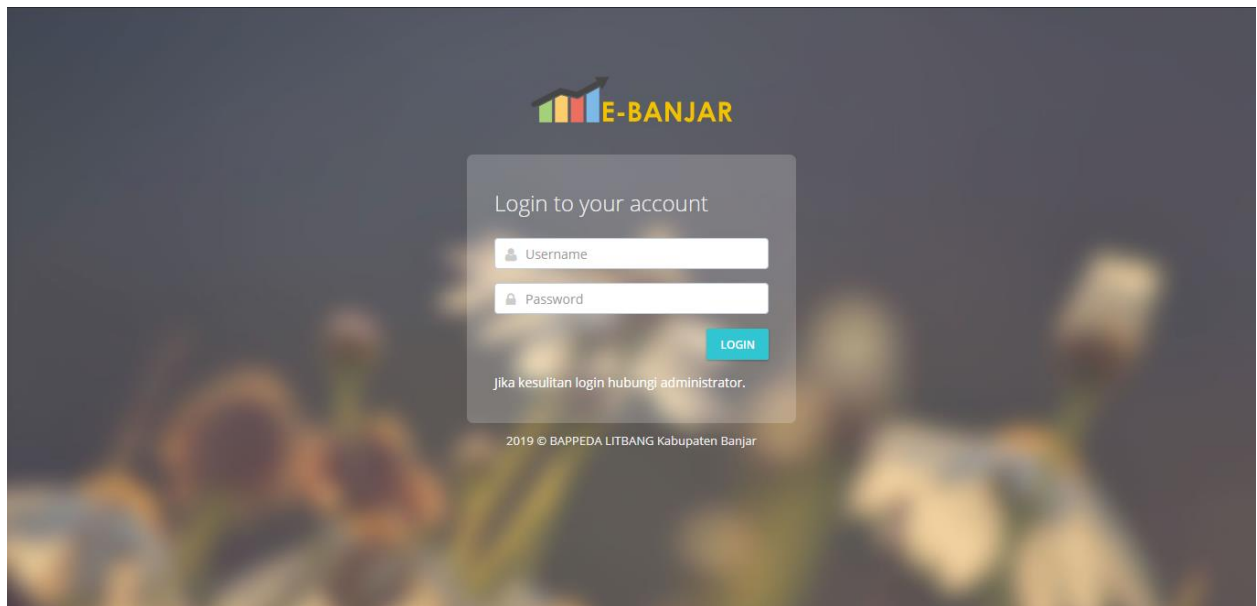 E-BANJAR
Login to your account
Username
Password
LOGIN
Jika kesulitan login hubungi administrator.
2019 © BAPPEDA LITBANG Kabupaten Banjar